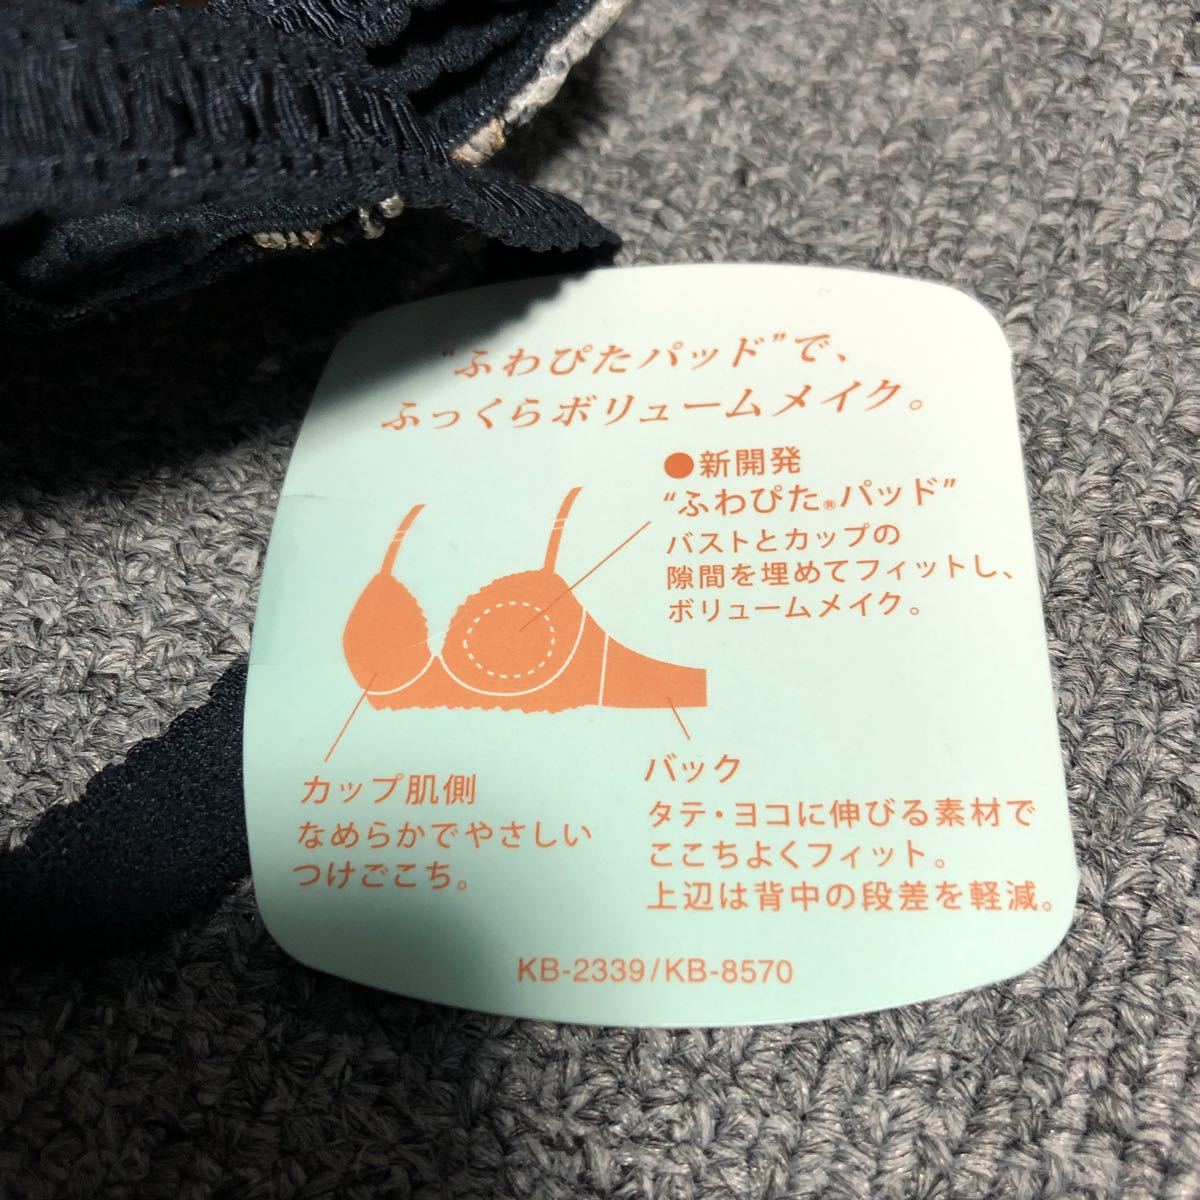 “ふわぴたパッド”で、
ふっくらボリュームメイク。
●新開発
“ふわぴた®パッド”
バストとカップの
隙間を埋めてフィットし、
ボリュームメイク。
カップ肌側
なめらかでやさしい
つけごこち。
バック
タテ・ヨコに伸びる素材で
ここちよくフィット。
上辺は背中の段差を軽減。
KB-2339/KB-8570